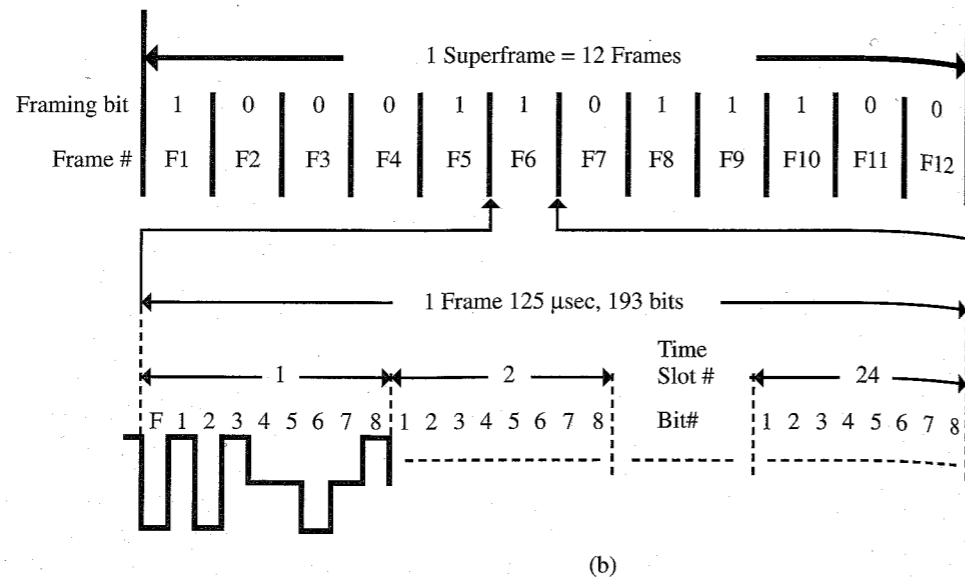 1 Superframe = 12 Frames
Framing bit 1 0 0 0 1 1 0 1 1 1 0 0
Frame # F1 F2 F3 F4 F5 F6 F7 F8 F9 F10 F11 F12
1 Frame 125 μsec, 193 bits
Time
1 2 Slot # 24
F 1 2 3 4 5 6 7 8 1 2 3 4 5 6 7 8 Bit# 1 2 3 4 5 6 7 8
(b)